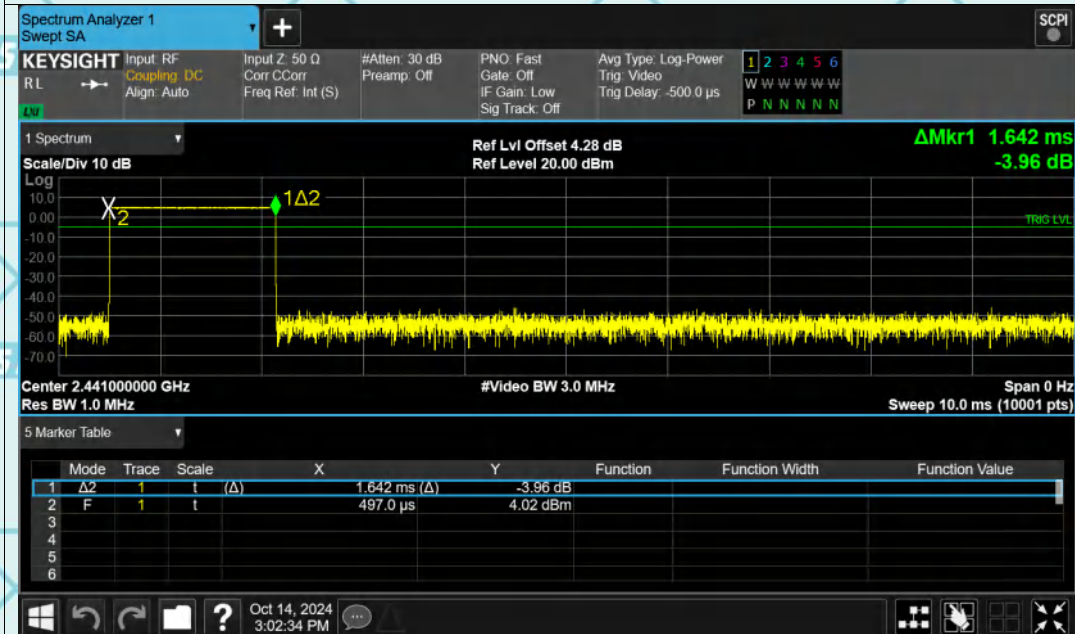 Spectrum Analyzer 1
Swept SA
+
SCPI
KEYSIGHT
RL
LXI
Input: RF
Coupling: DC
Align: Auto
Input Z: 50 Ω
Corr CCorr
Freq Ref: Int (S)
#Atten: 30 dB
Preamp: Off
PNO: Fast
Gate: Off
IF Gain: Low
Sig Track: Off
Avg Type: Log-Power
Trig: Video
Trig Delay: -500.0 µs
1 2 3 4 5 6
W W W W W W
P N N N N N
1 Spectrum
Scale/Div 10 dB
Ref Lvl Offset 4.28 dB
Ref Level 20.00 dBm
ΔMkr1 1.642 ms
-3.96 dB
Log
10.0
0.00
-10.0
-20.0
-30.0
-40.0
-50.0
-60.0
-70.0
X2
1Δ2
TRIG LVL
Center 2.441000000 GHz
#Video BW 3.0 MHz
Span 0 Hz
Res BW 1.0 MHz
Sweep 10.0 ms (10001 pts)
5 Marker Table
Mode Trace Scale X Y Function Function Width Function Value
1 Δ2 1 t (Δ) 1.642 ms (Δ) -3.96 dB
2 F 1 t 497.0 µs 4.02 dBm
3
4
5
6
?
Oct 14, 2024
3:02:34 PM